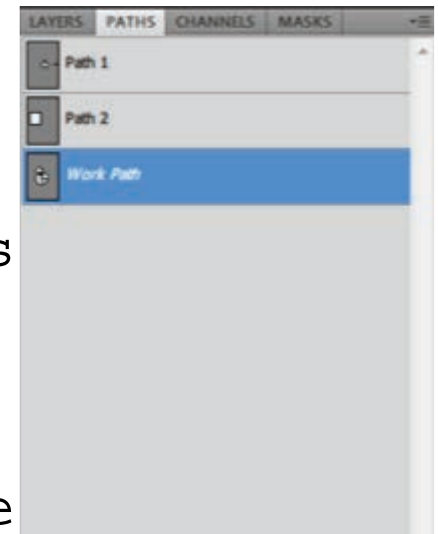 LAYERS PATHS CHANNELS MASKS
Path 1
Path 2
Work Path
s
e